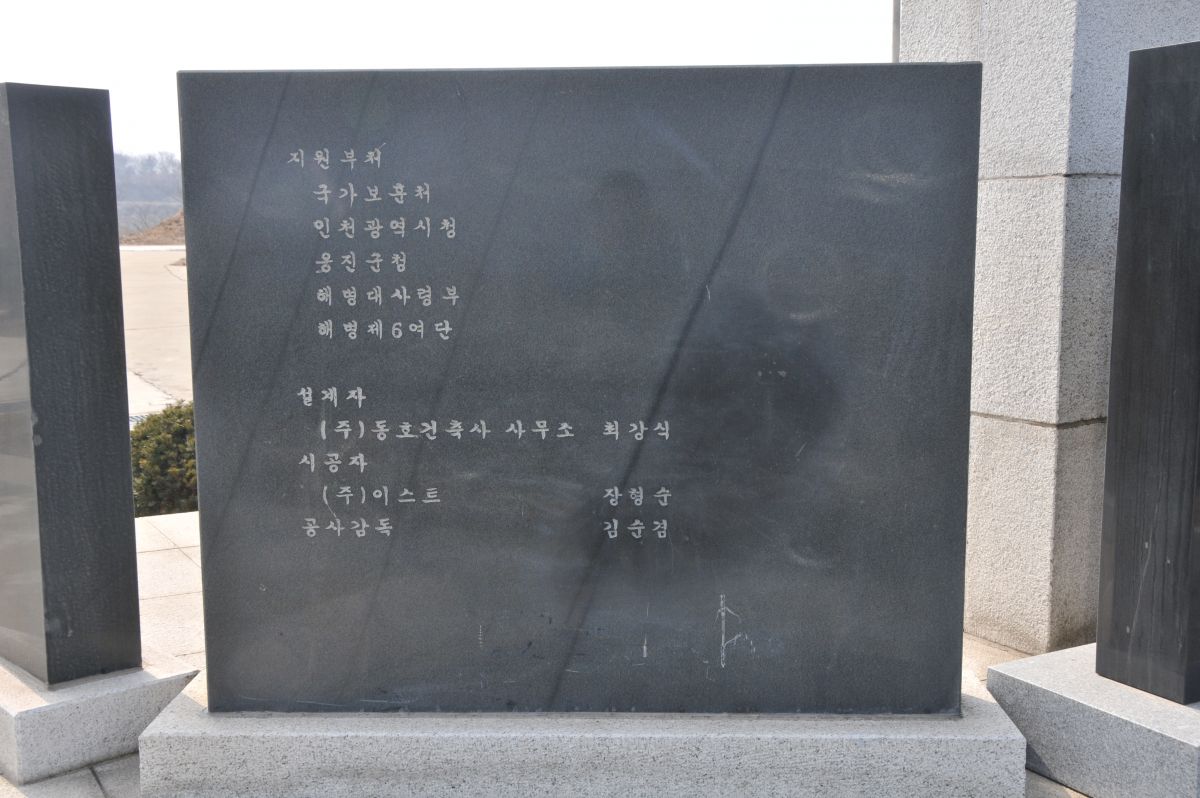 지원부처
국가보훈처
인천광역시청
옹진군청
해병대사령부
해병제6여단
설계자
(주)동호건축사 사무소 최강식
시공자
(주)이스트 장형순
공사감독 김순겸